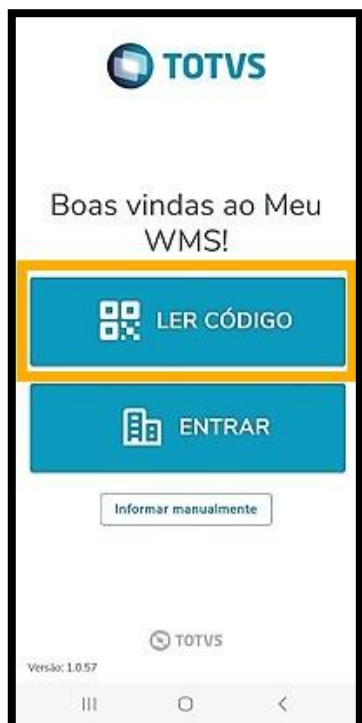 TOTVS
Boas vindas ao Meu
WMS!
LER CÓDIGO
ENTRAR
Informar manualmente
TOTVS
Versão: 1.0.57